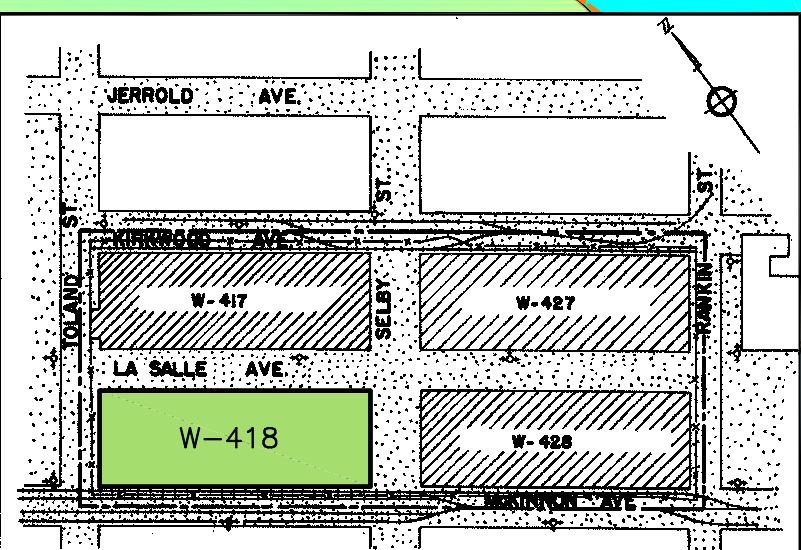 N
JERROLD AVE.
TOLAND ST.
SELBY ST.
RANKIN ST.
KIRKWOOD AVE.
W-417
W-427
LA SALLE AVE.
W-418
W-428
McKINNON AVE